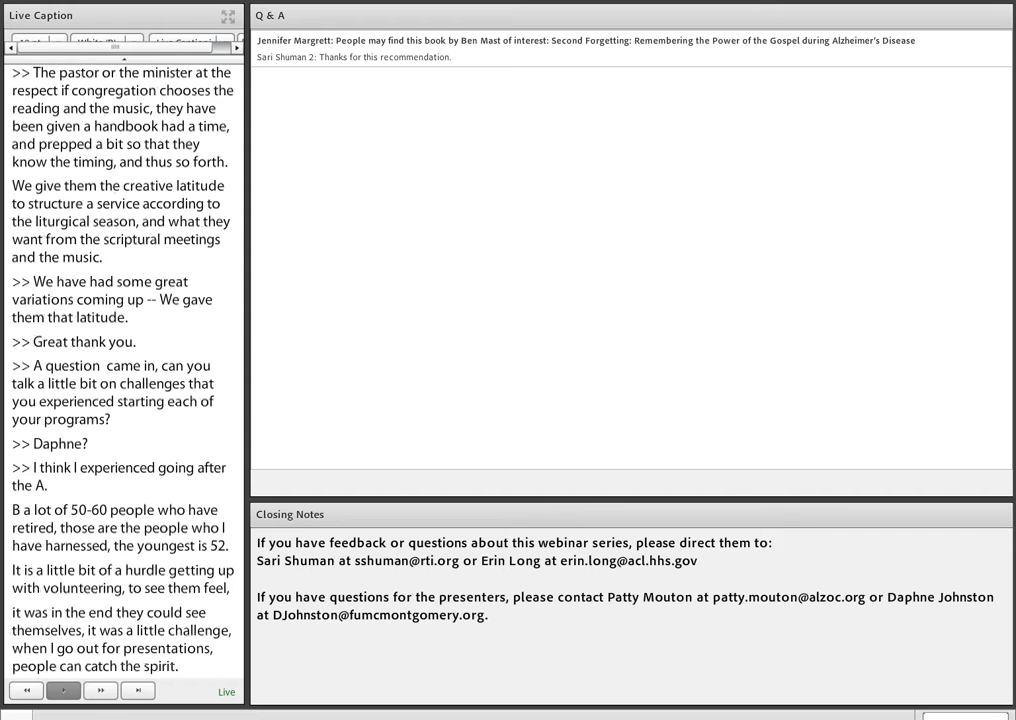 Live Caption
>> The pastor or the minister at the
respect if congregation chooses the
reading and the music, they have
been given a handbook had a time,
and prepped a bit so that they
know the timing, and thus so forth.
We give them the creative latitude
to structure a service according to
the liturgical season, and what they
want from the scriptural meetings
and the music.
>> We have had some great
variations coming up -- We gave
them that latitude.
>> Great thank you.
>> A question  came in, can you
talk a little bit on challenges that
you experienced starting each of
your programs?
>> Daphne?
>> I think I experienced going after
the A.
B a lot of 50-60 people who have
retired, those are the people who I
have harnessed, the youngest is 52.
It is a little bit of a hurdle getting up
with volunteering, to see them feel,
it was in the end they could see
themselves, it was a little challenge,
when I go out for presentations,
people can catch the spirit.
Live
Q & A
Jennifer Margrett: People may find this book by Ben Mast of interest: Second Forgetting: Remembering the Power of the Gospel during Alzheimer's Disease
Sari Shuman 2: Thanks for this recommendation.
Closing Notes
If you have feedback or questions about this webinar series, please direct them to:
Sari Shuman at sshuman@rti.org or Erin Long at erin.long@acl.hhs.gov
If you have questions for the presenters, please contact Patty Mouton at patty.mouton@alzoc.org or Daphne Johnston
at DJohnston@fumcmontgomery.org.